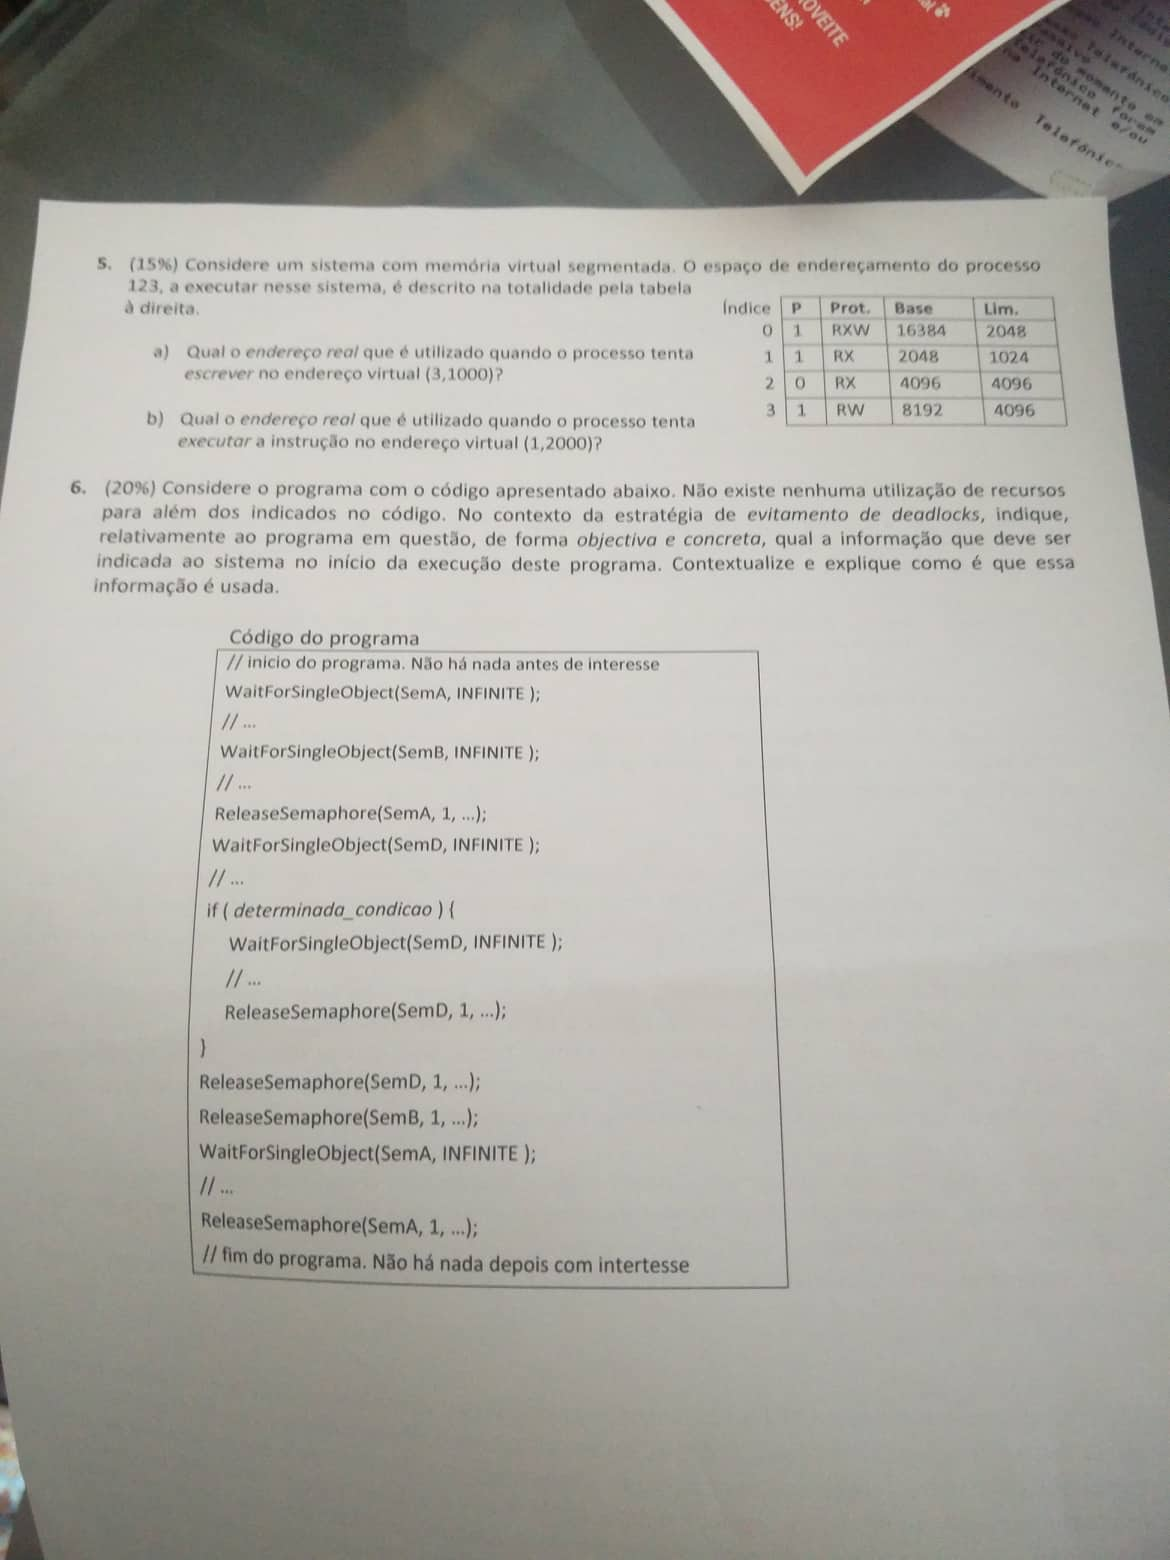 OVEITE
ENS!
Interno
Telefónico
do momento em
telefónico foram
na Internet e/ou
imento Telefónic
5. (15%) Considere um sistema com memória virtual segmentada. O espaço de endereçamento do processo
123, a executar nesse sistema, é descrito na totalidade pela tabela
à direita.
Índice P Prot. Base Lim.
0 1 RXW 16384 2048
1 1 RX 2048 1024
2 0 RX 4096 4096
3 1 RW 8192 4096
a) Qual o endereço real que é utilizado quando o processo tenta
escrever no endereço virtual (3,1000)?
b) Qual o endereço real que é utilizado quando o processo tenta
executar a instrução no endereço virtual (1,2000)?
6. (20%) Considere o programa com o código apresentado abaixo. Não existe nenhuma utilização de recursos
para além dos indicados no código. No contexto da estratégia de evitamento de deadlocks, indique,
relativamente ao programa em questão, de forma objectiva e concreta, qual a informação que deve ser
indicada ao sistema no início da execução deste programa. Contextualize e explique como é que essa
informação é usada.
Código do programa
// inicio do programa. Não há nada antes de interesse
WaitForSingleObject(SemA, INFINITE );
// ...
WaitForSingleObject(SemB, INFINITE );
// ...
ReleaseSemaphore(SemA, 1, ...);
WaitForSingleObject(SemD, INFINITE );
// ...
if ( determinada_condicao ) {
WaitForSingleObject(SemD, INFINITE );
// ...
ReleaseSemaphore(SemD, 1, ...);
}
ReleaseSemaphore(SemD, 1, ...);
ReleaseSemaphore(SemB, 1, ...);
WaitForSingleObject(SemA, INFINITE );
// ...
ReleaseSemaphore(SemA, 1, ...);
// fim do programa. Não há nada depois com intertesse